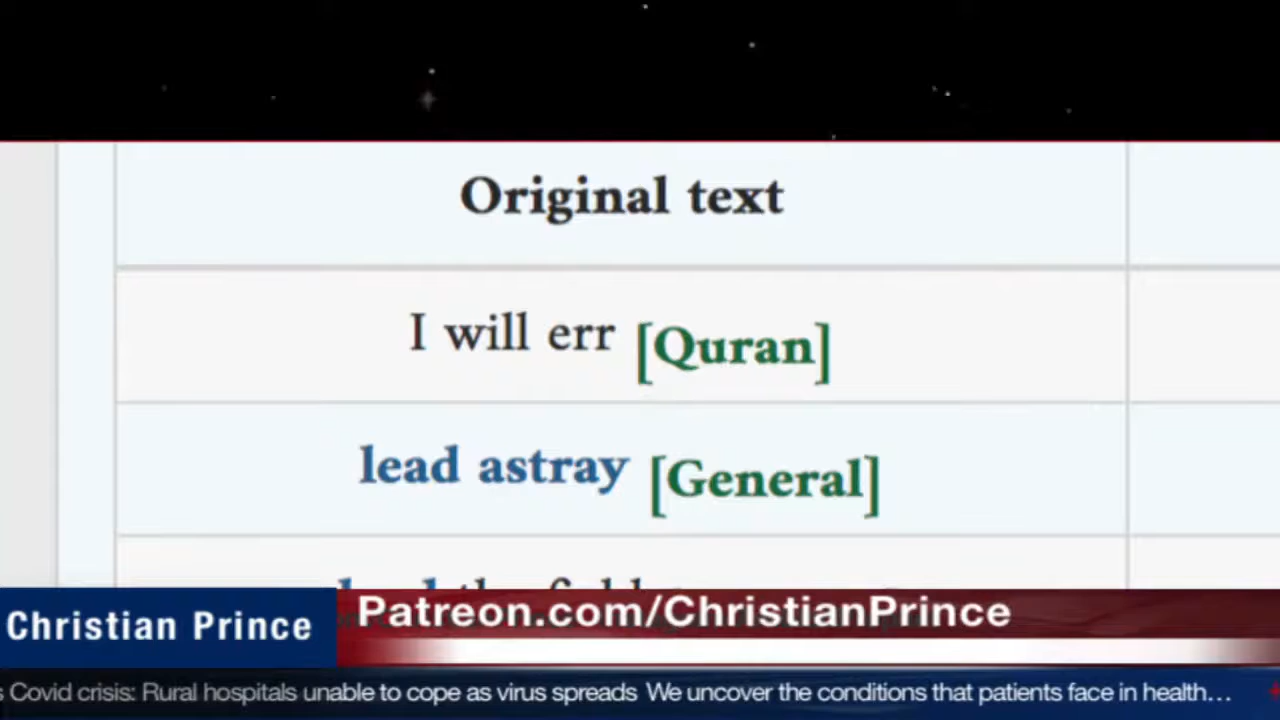 Original text
I will err [Quran]
lead astray [General]
Christian Prince
Patreon.com/ChristianPrince
Covid crisis: Rural hospitals unable to cope as virus spreads We uncover the conditions that patients face in health…